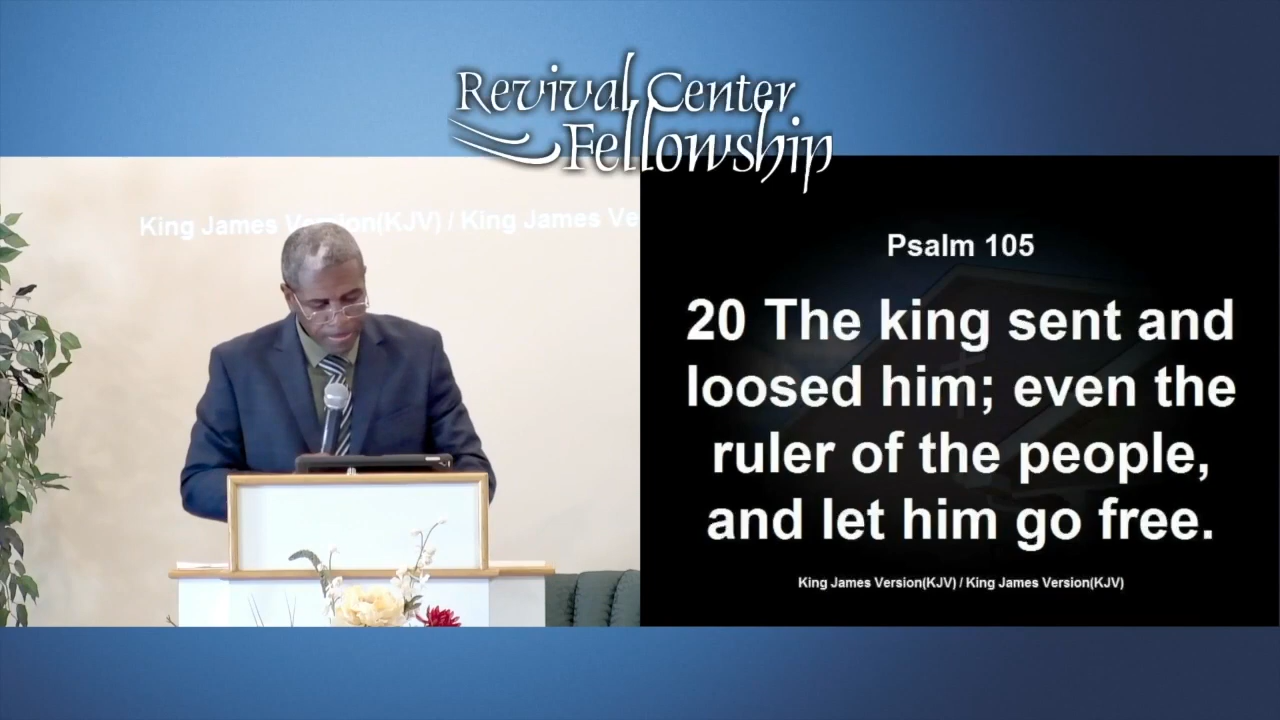 Revival Center
Fellowship
King James Version(KJV) / King James Ve
Psalm 105
20 The king sent and
loosed him; even the
ruler of the people,
and let him go free.
King James Version(KJV) / King James Version(KJV)